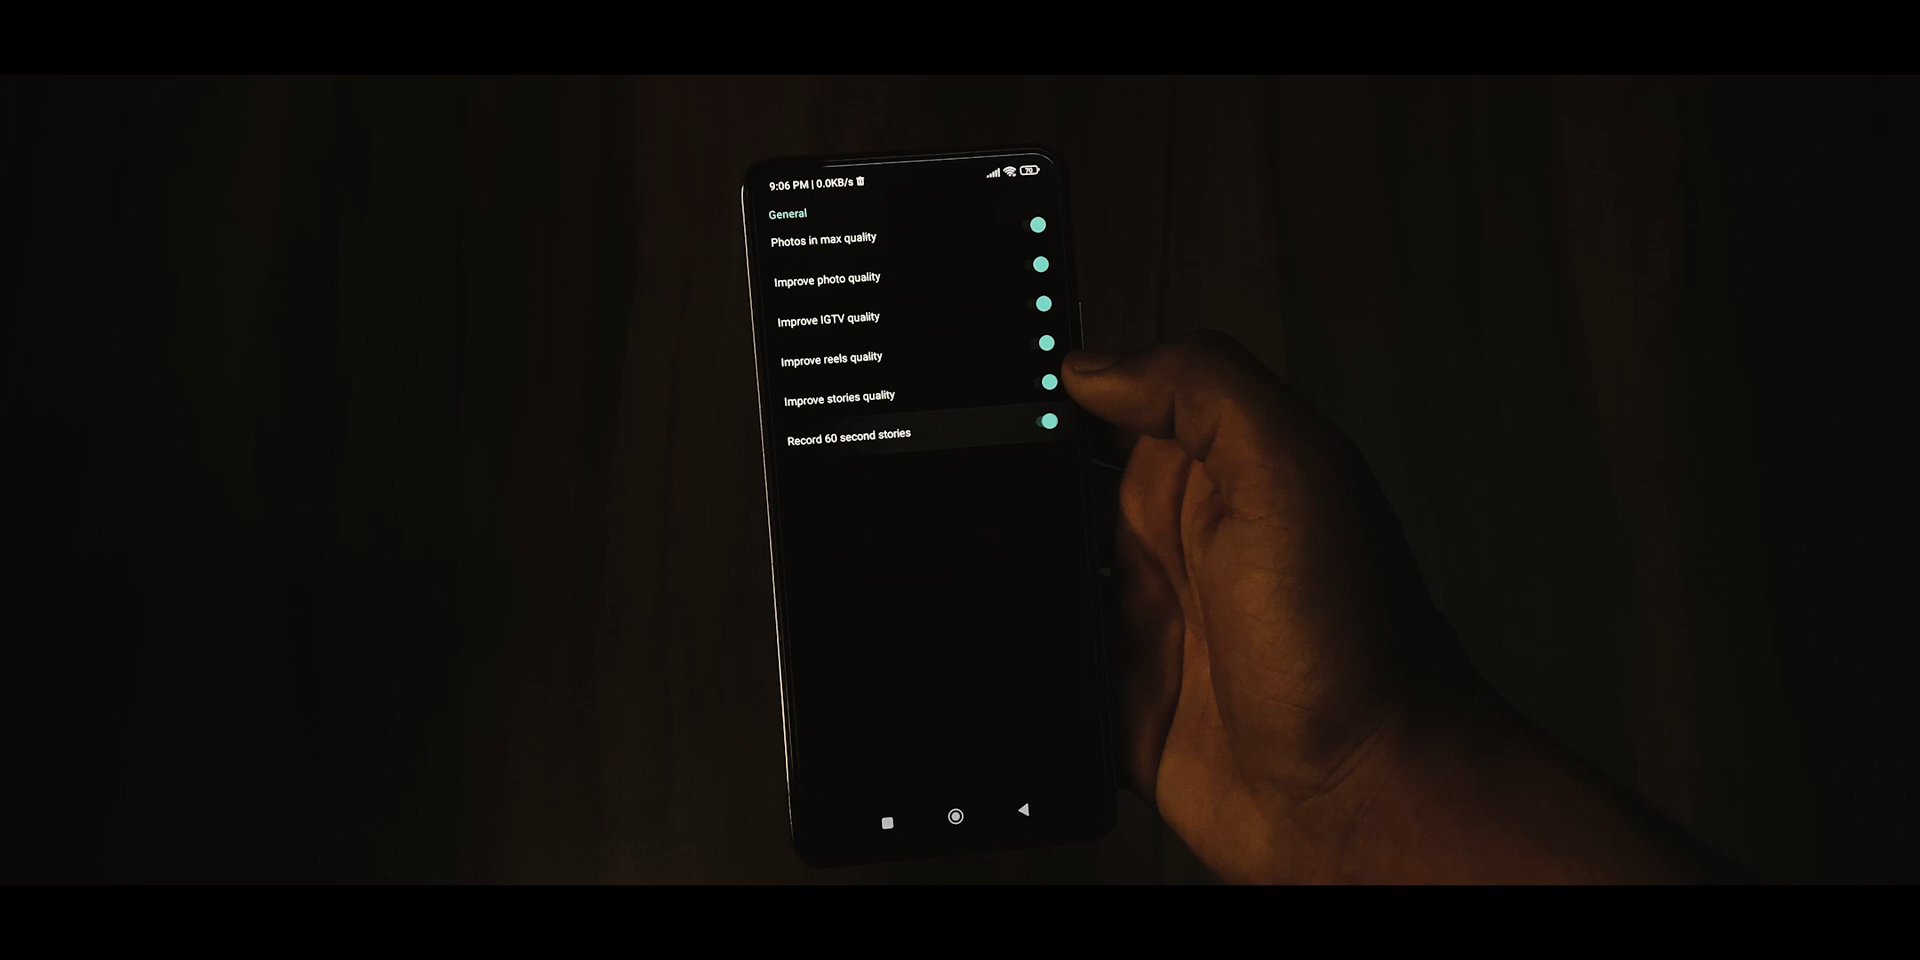 9:06 PM | 0.0KB/s
70
General
Photos in max quality
Improve photo quality
Improve IGTV quality
Improve reels quality
Improve stories quality
Record 60 second stories